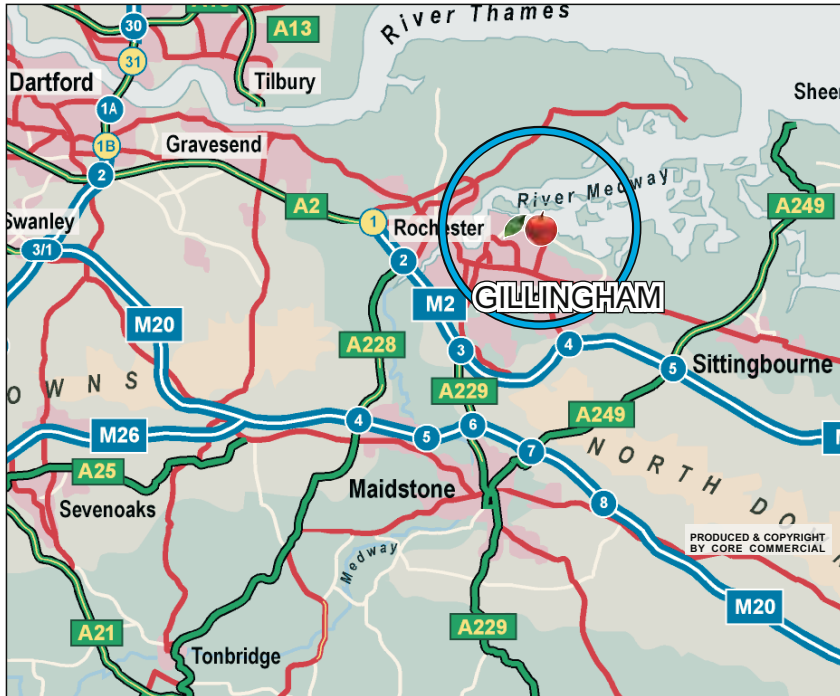 30
A13
River Thames
31
Dartford
Tilbury
1A
Gravesend
1B
2
River Medway
A2
1
Rochester
A249
Swanley
3/1
2
M2
GILLINGHAM
M20
A228
3
4
5
Sittingbourne
OWNS
A229
A249
M26
4
5
6
7
NORTH DOW
A25
Maidstone
8
Sevenoaks
PRODUCED & COPYRIGHT
BY CORE COMMERCIAL
Medway
M20
A21
A229
Tonbridge